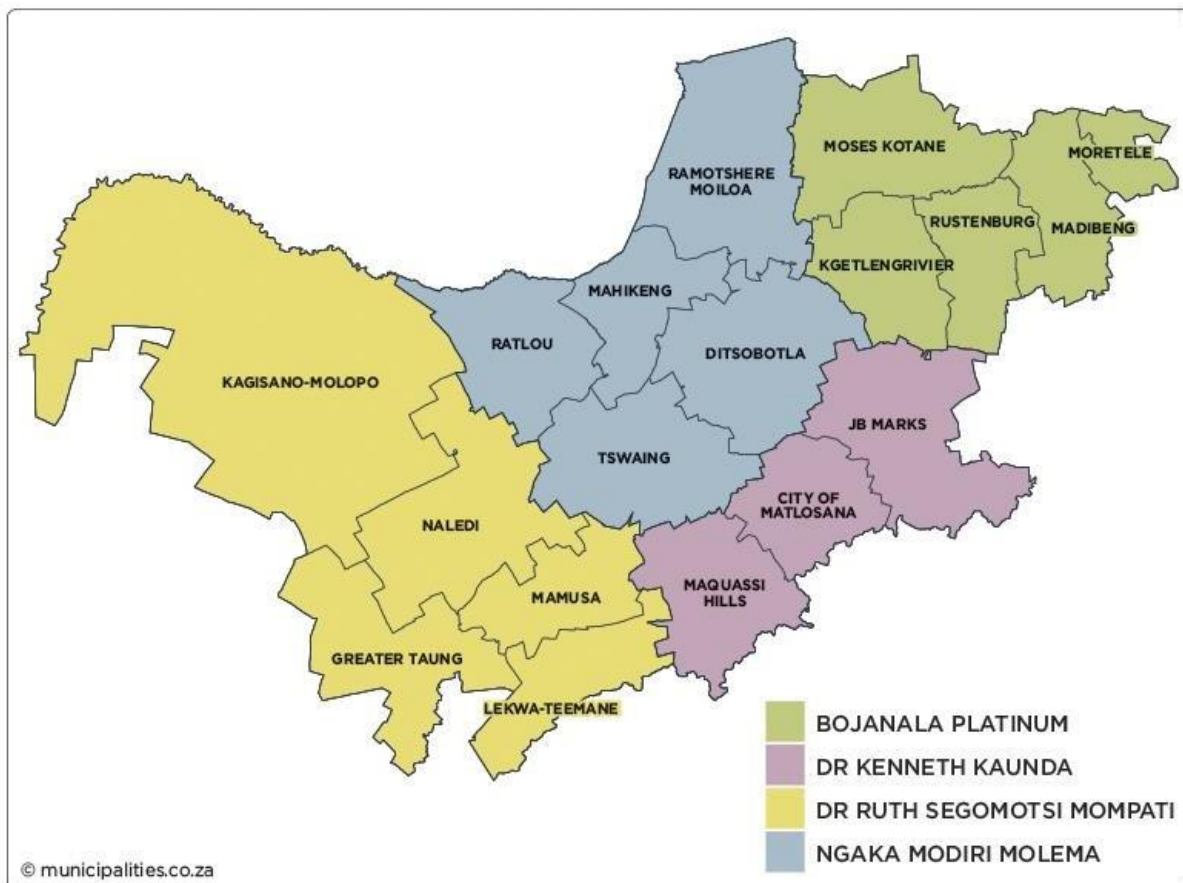 MOSES KOTANE
MORETELE
RAMOTSHERE
MOILOA
RUSTENBURG
MADIBENG
KGETLENGRIVIER
MAHIKENG
RATLOU
DITSOBOTLA
KAGISANO-MOLOPO
JB MARKS
TSWAING
CITY OF
MATLOSANA
NALEDI
MAQUASSI
HILLS
MAMUSA
GREATER TAUNG
LEKWA-TEEMANE
BOJANALA PLATINUM
DR KENNETH KAUNDA
DR RUTH SEGOMOTSI MOMPATI
NGAKA MODIRI MOLEMA
© municipalities.co.za